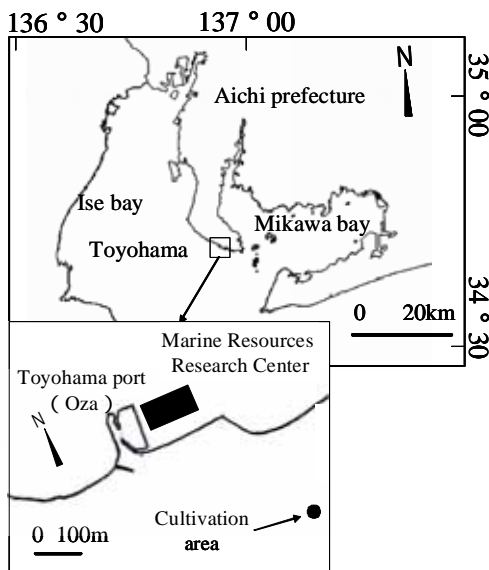 136 ° 30
137 ° 00
N
35 ° 00
Aichi prefecture
Ise bay
Mikawa bay
Toyohama
0 20km
34 ° 30
Marine Resources
Research Center
Toyohama port
( Oza )
N
Cultivation
area
0 100m